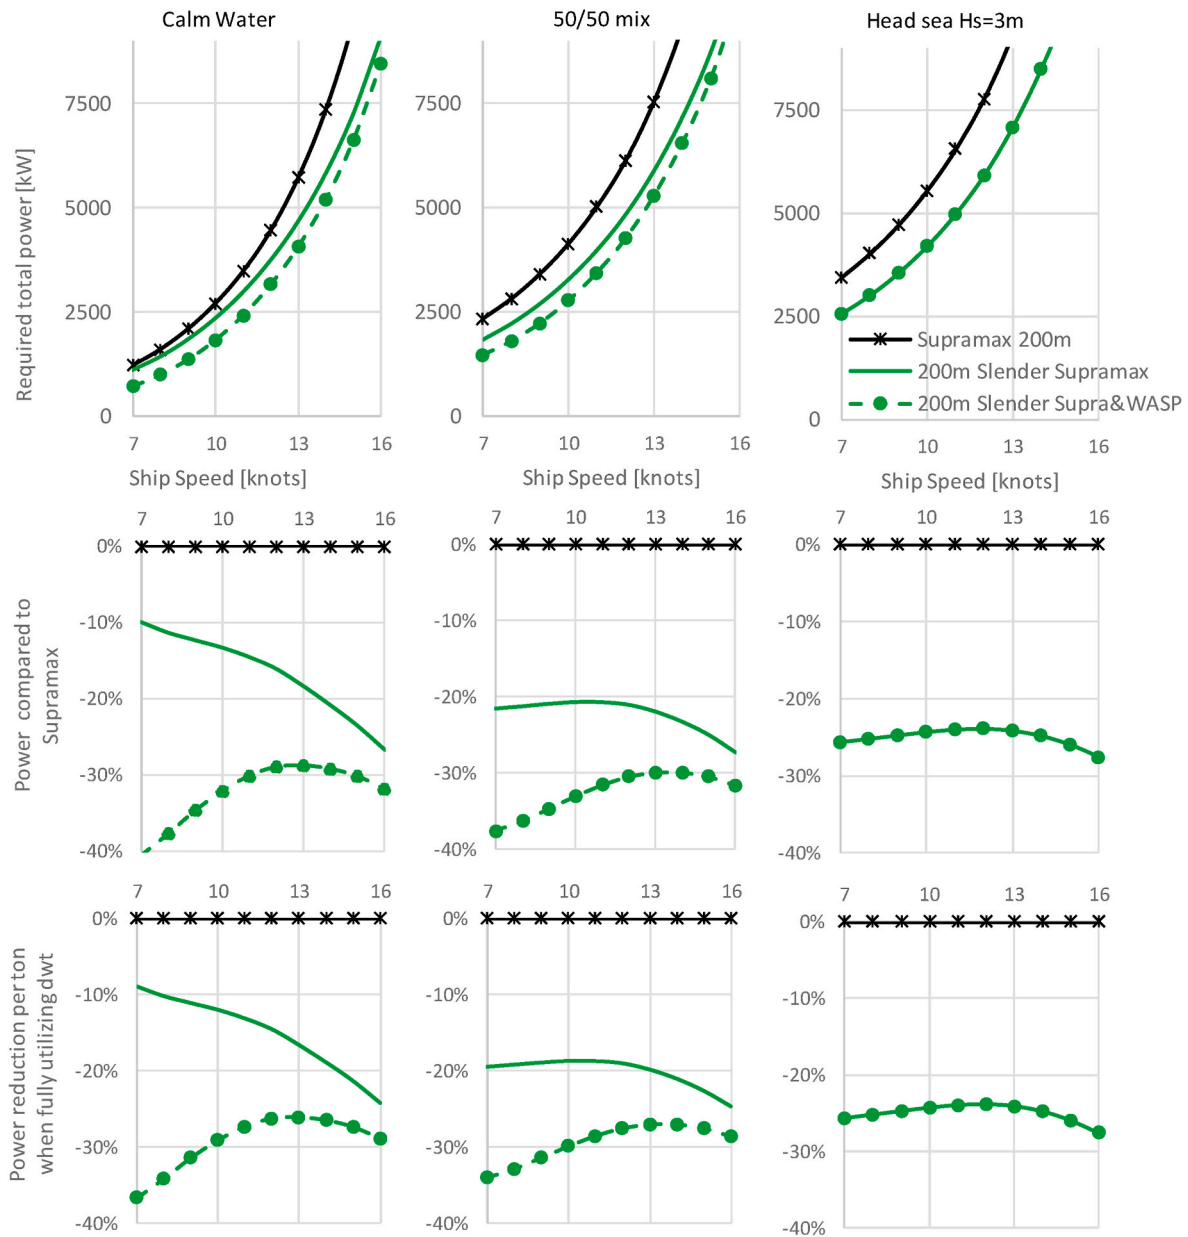 Calm Water
50/50 mix
Head sea Hs=3m
Required total power [kW]
7500
5000
2500
0
7 10 13 16
Ship Speed [knots]
7500
5000
2500
0
7 10 13 16
Ship Speed [knots]
7500
5000
2500
0
Supramax 200m
200m Slender Supramax
200m Slender Supra&WASP
7 10 13 16
Ship Speed [knots]
Power compared to
Supramax
7 10 13 16
0%
-10%
-20%
-30%
-40%
7 10 13 16
0%
-10%
-20%
-30%
-40%
7 10 13 16
0%
-10%
-20%
-30%
-40%
Power reduction per ton
when fully utilizing dwt
7 10 13 16
0%
-10%
-20%
-30%
-40%
7 10 13 16
0%
-10%
-20%
-30%
-40%
7 10 13 16
0%
-10%
-20%
-30%
-40%